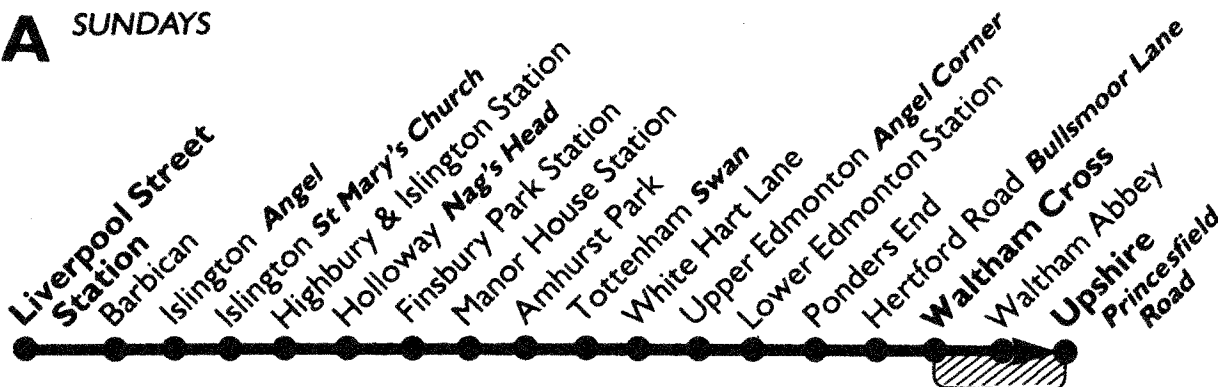 A SUNDAYS
Liverpool Street
Station
Barbican
Islington Angel
Islington St Mary's Church
Highbury & Islington Station
Holloway Nag's Head
Finsbury Park Station
Manor House Station
Amhurst Park
Tottenham Swan
White Hart Lane
Upper Edmonton Angel Corner
Lower Edmonton Station
Ponders End
Hertford Road Bullsmoor Lane
Waltham Cross
Waltham Abbey
Upshire
Princesfield
Road